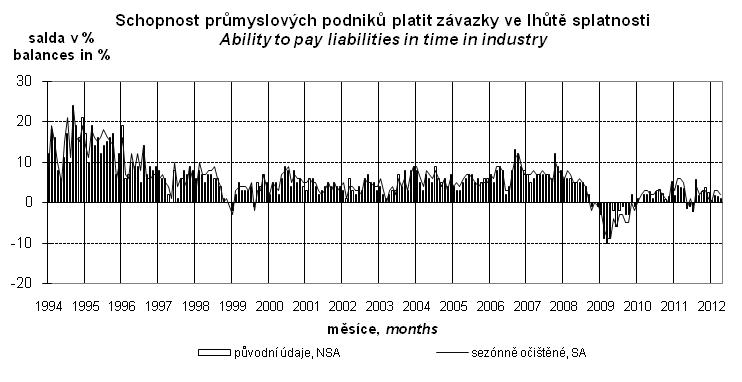 Schopnost průmyslových podniků platit závazky ve lhůtě splatnosti
Ability to pay liabilities in time in industry
salda v %
balances in %
30
20
10
0
-10
-20
1994 1995 1996 1997 1998 1999 2000 2001 2002 2003 2004 2005 2006 2007 2008 2009 2010 2011 2012
měsíce, months
původní údaje, NSA sezónně očištěné, SA